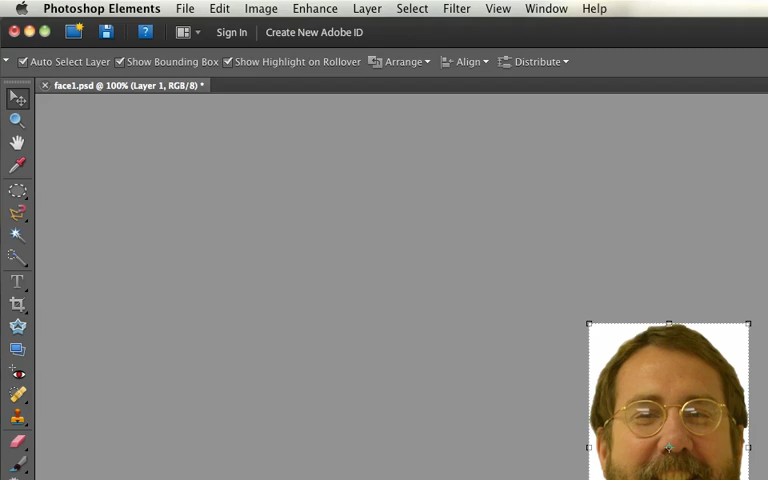 Photoshop Elements File Edit Image Enhance Layer Select Filter View Window Help
? Sign In Create New Adobe ID
Auto Select Layer Show Bounding Box Show Highlight on Rollover Arrange Align Distribute
face1.psd @ 100% (Layer 1, RGB/8) *
T